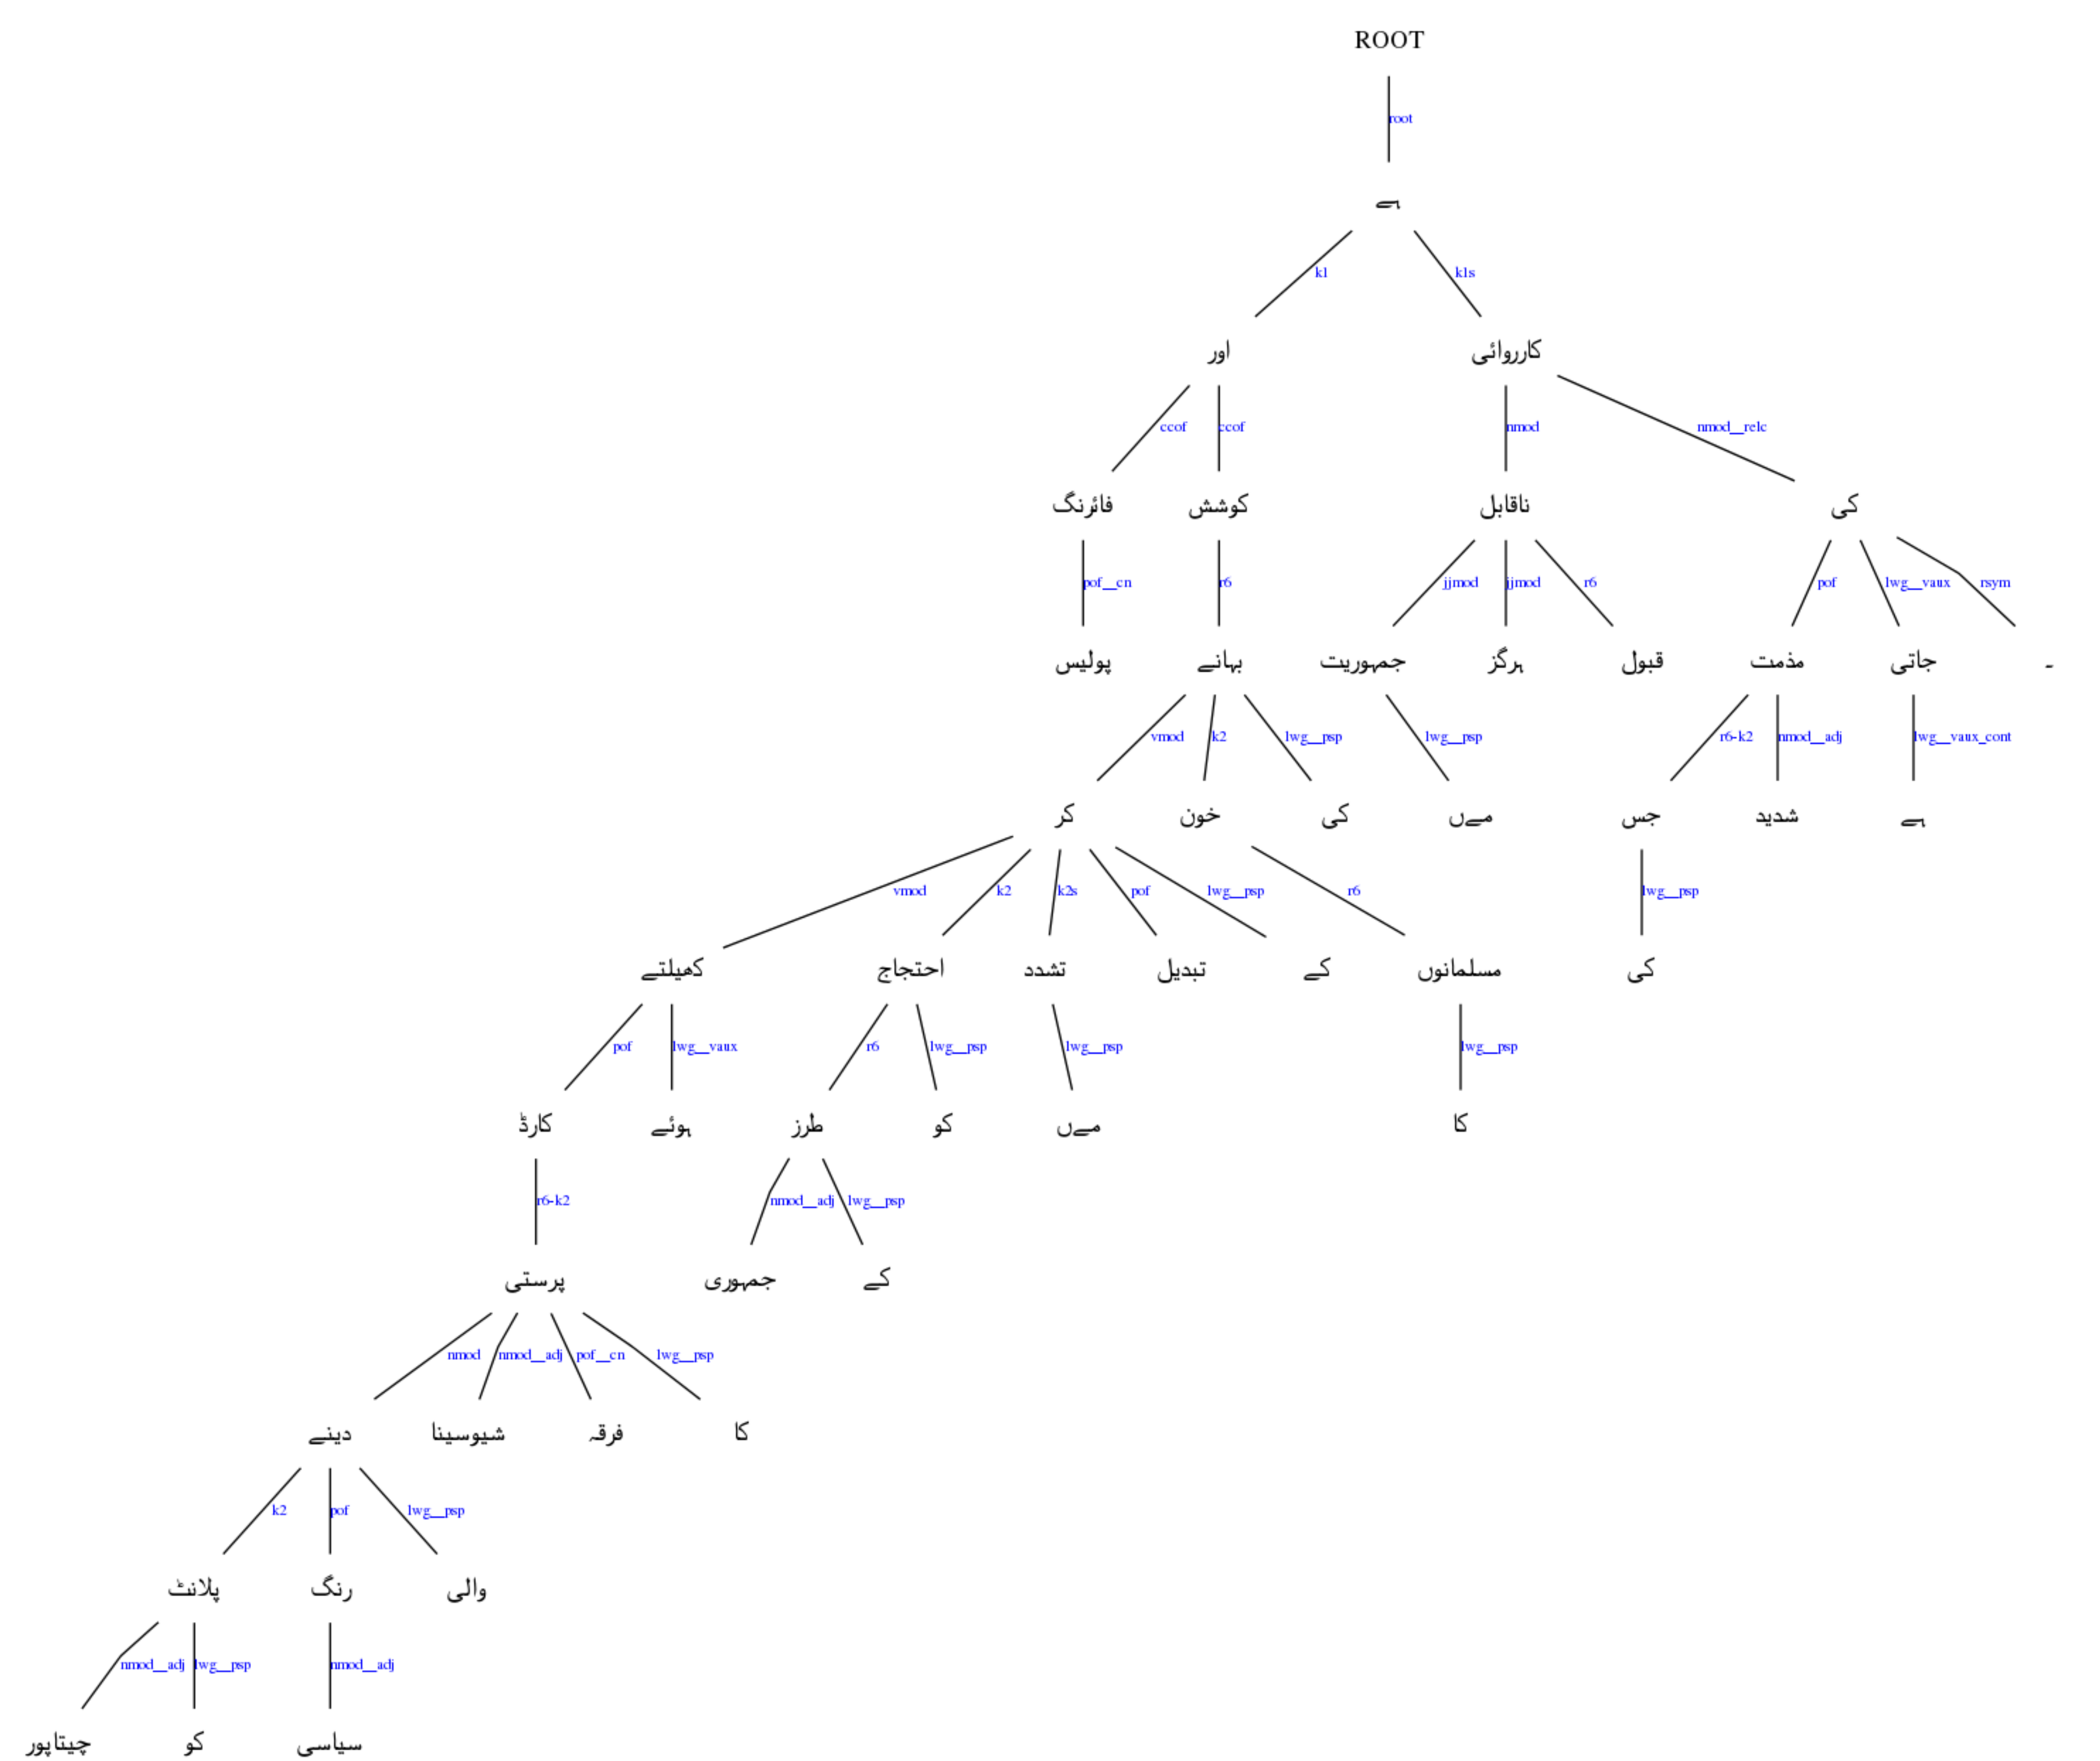 ROOT
root
ہے
k1 k1s
اور کارروائی
ccof ccof nmod nmod__relc
فائرنگ کوشش ناقابل کی
pof__cn r6 jjmod jjmod r6 pof lwg__vaux rsym
پولیس بہانے جمہوریت ہرگز قبول مذمت جاتی ۔
vmod k2 lwg__psp lwg__psp r6-k2 nmod__adj lwg__vaux_cont
کر خون کی مےں جس شدید ہے
vmod k2 k2s pof lwg__psp r6 lwg__psp
کھیلتے احتجاج تشدد تبدیل کے مسلمانوں کی
pof lwg__vaux r6 lwg__psp lwg__psp lwg__psp
کارڈ ہوئے طرز کو مےں کا
r6-k2 nmod__adj lwg__psp
پرستی جمہوری کے
nmod nmod__adj pof__cn lwg__psp
دینے شیوسینا فرقہ کا
k2 pof lwg__psp
پلانٹ رنگ والی
nmod__adj lwg__psp nmod__adj
چیتاپور کو سیاسی